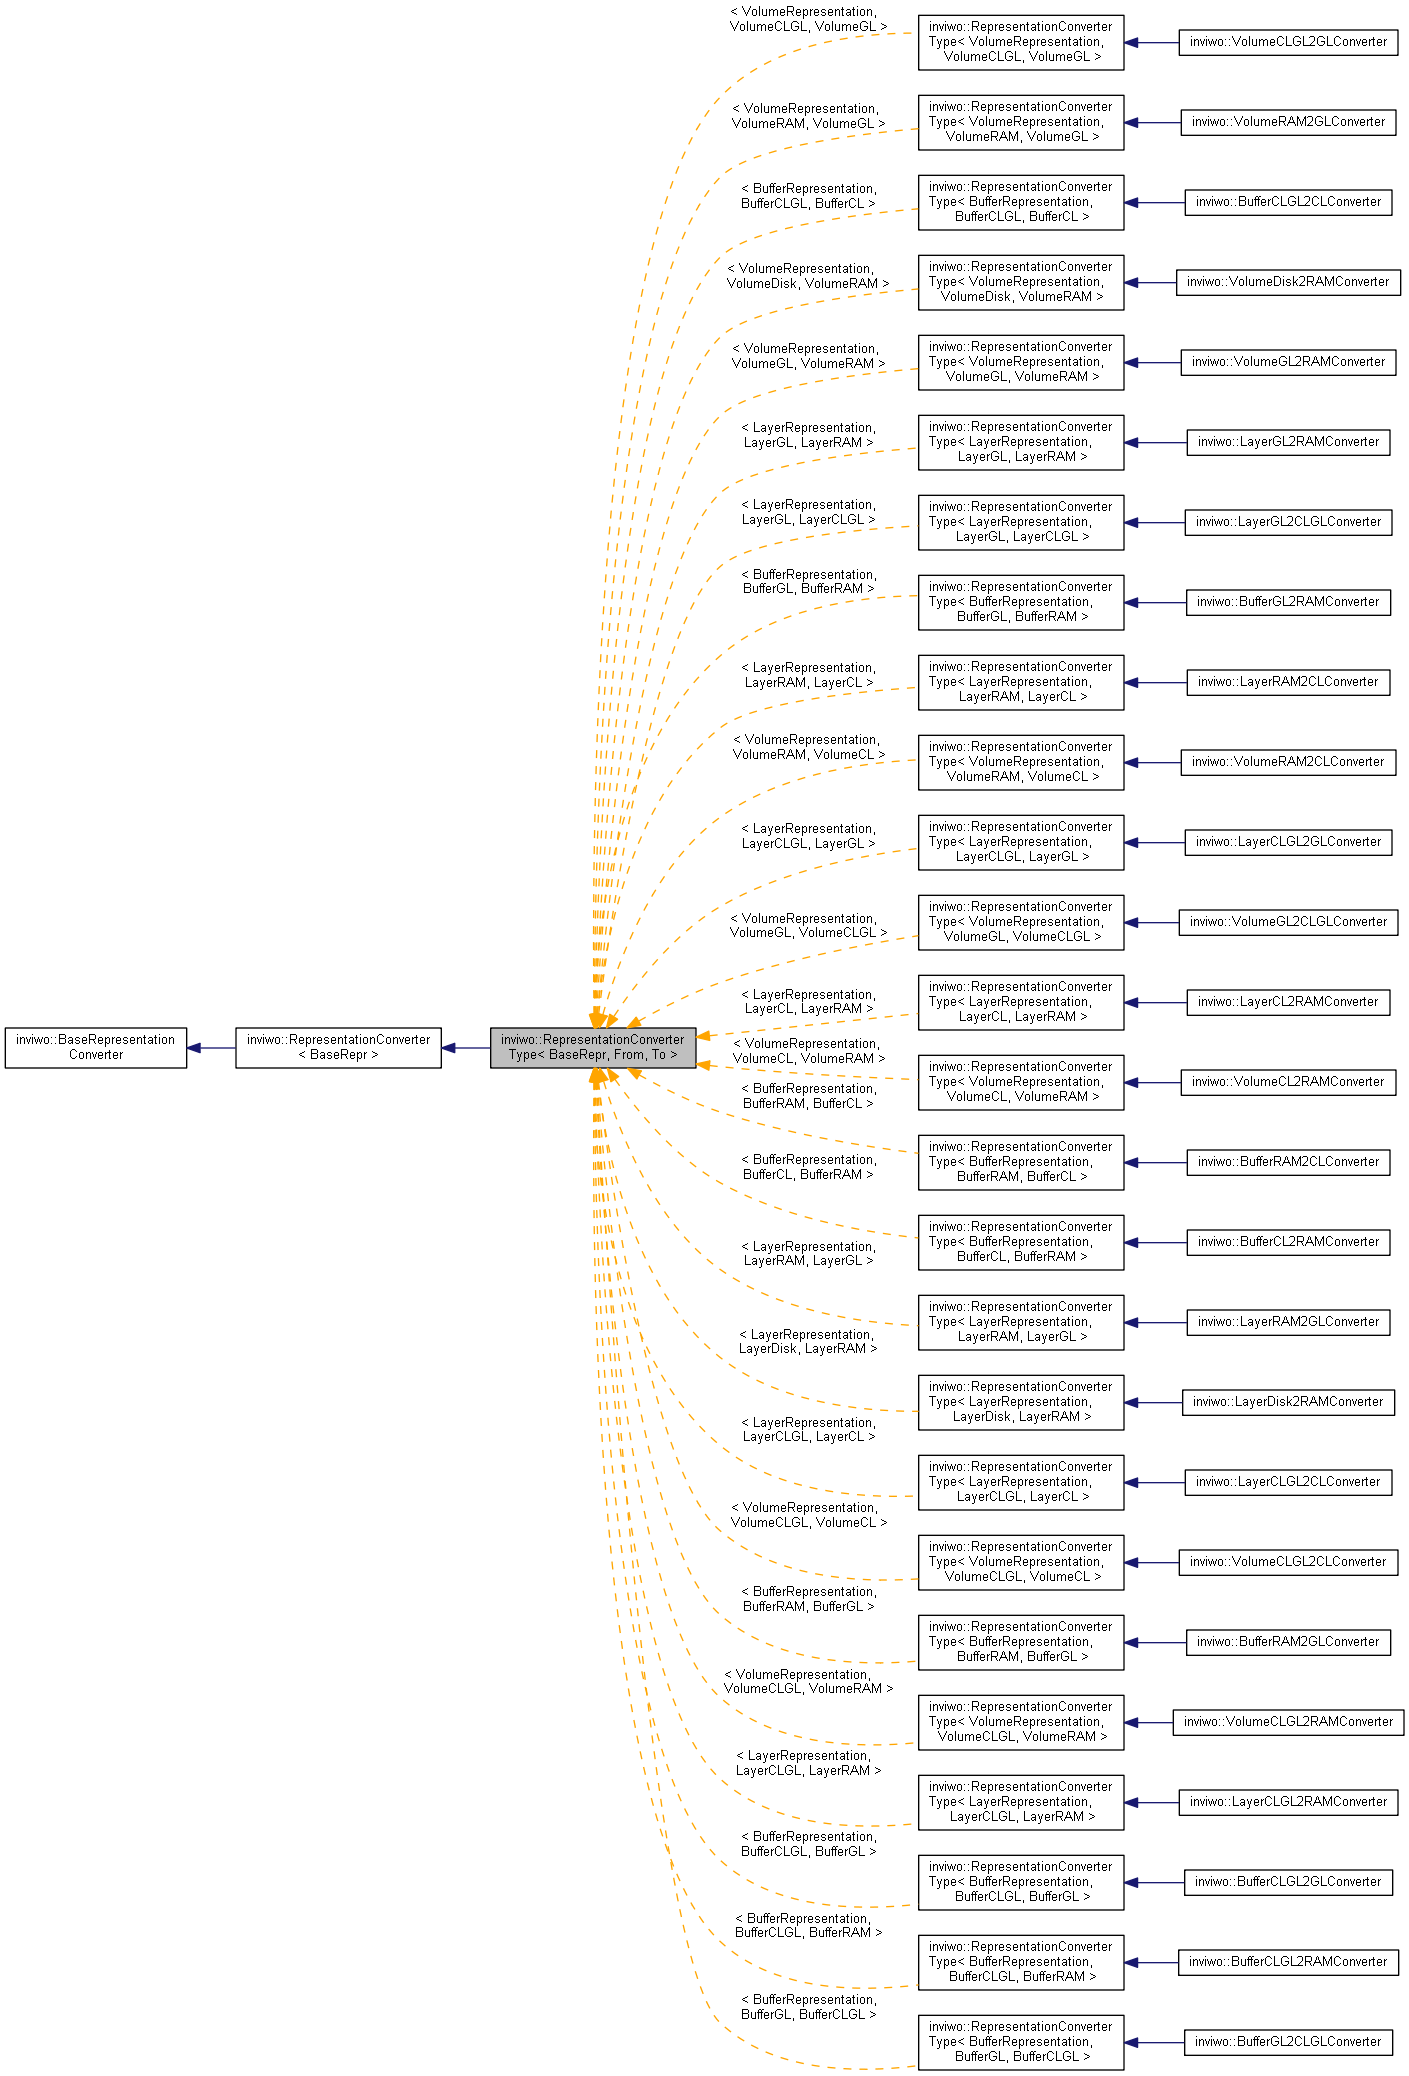 inviwo::BaseRepresentation
Converter
inviwo::RepresentationConverter
< BaseRepr >
inviwo::RepresentationConverter
Type< BaseRepr, From, To >
< VolumeRepresentation,
VolumeCLGL, VolumeGL >
inviwo::RepresentationConverter
Type< VolumeRepresentation,
VolumeCLGL, VolumeGL >
inviwo::VolumeCLGL2GLConverter
< VolumeRepresentation,
VolumeRAM, VolumeGL >
inviwo::RepresentationConverter
Type< VolumeRepresentation,
VolumeRAM, VolumeGL >
inviwo::VolumeRAM2GLConverter
< BufferRepresentation,
BufferCLGL, BufferCL >
inviwo::RepresentationConverter
Type< BufferRepresentation,
BufferCLGL, BufferCL >
inviwo::BufferCLGL2CLConverter
< VolumeRepresentation,
VolumeDisk, VolumeRAM >
inviwo::RepresentationConverter
Type< VolumeRepresentation,
VolumeDisk, VolumeRAM >
inviwo::VolumeDisk2RAMConverter
< VolumeRepresentation,
VolumeGL, VolumeRAM >
inviwo::RepresentationConverter
Type< VolumeRepresentation,
VolumeGL, VolumeRAM >
inviwo::VolumeGL2RAMConverter
< LayerRepresentation,
LayerGL, LayerRAM >
inviwo::RepresentationConverter
Type< LayerRepresentation,
LayerGL, LayerRAM >
inviwo::LayerGL2RAMConverter
< LayerRepresentation,
LayerGL, LayerCLGL >
inviwo::RepresentationConverter
Type< LayerRepresentation,
LayerGL, LayerCLGL >
inviwo::LayerGL2CLGLConverter
< BufferRepresentation,
BufferGL, BufferRAM >
inviwo::RepresentationConverter
Type< BufferRepresentation,
BufferGL, BufferRAM >
inviwo::BufferGL2RAMConverter
< LayerRepresentation,
LayerRAM, LayerCL >
inviwo::RepresentationConverter
Type< LayerRepresentation,
LayerRAM, LayerCL >
inviwo::LayerRAM2CLConverter
< VolumeRepresentation,
VolumeRAM, VolumeCL >
inviwo::RepresentationConverter
Type< VolumeRepresentation,
VolumeRAM, VolumeCL >
inviwo::VolumeRAM2CLConverter
< LayerRepresentation,
LayerCLGL, LayerGL >
inviwo::RepresentationConverter
Type< LayerRepresentation,
LayerCLGL, LayerGL >
inviwo::LayerCLGL2GLConverter
< VolumeRepresentation,
VolumeGL, VolumeCLGL >
inviwo::RepresentationConverter
Type< VolumeRepresentation,
VolumeGL, VolumeCLGL >
inviwo::VolumeGL2CLGLConverter
< LayerRepresentation,
LayerCL, LayerRAM >
inviwo::RepresentationConverter
Type< LayerRepresentation,
LayerCL, LayerRAM >
inviwo::LayerCL2RAMConverter
< VolumeRepresentation,
VolumeCL, VolumeRAM >
inviwo::RepresentationConverter
Type< VolumeRepresentation,
VolumeCL, VolumeRAM >
inviwo::VolumeCL2RAMConverter
< BufferRepresentation,
BufferRAM, BufferCL >
inviwo::RepresentationConverter
Type< BufferRepresentation,
BufferRAM, BufferCL >
inviwo::BufferRAM2CLConverter
< BufferRepresentation,
BufferCL, BufferRAM >
inviwo::RepresentationConverter
Type< BufferRepresentation,
BufferCL, BufferRAM >
inviwo::BufferCL2RAMConverter
< LayerRepresentation,
LayerRAM, LayerGL >
inviwo::RepresentationConverter
Type< LayerRepresentation,
LayerRAM, LayerGL >
inviwo::LayerRAM2GLConverter
< LayerRepresentation,
LayerDisk, LayerRAM >
inviwo::RepresentationConverter
Type< LayerRepresentation,
LayerDisk, LayerRAM >
inviwo::LayerDisk2RAMConverter
< LayerRepresentation,
LayerCLGL, LayerCL >
inviwo::RepresentationConverter
Type< LayerRepresentation,
LayerCLGL, LayerCL >
inviwo::LayerCLGL2CLConverter
< VolumeRepresentation,
VolumeCLGL, VolumeCL >
inviwo::RepresentationConverter
Type< VolumeRepresentation,
VolumeCLGL, VolumeCL >
inviwo::VolumeCLGL2CLConverter
< BufferRepresentation,
BufferRAM, BufferGL >
inviwo::RepresentationConverter
Type< BufferRepresentation,
BufferRAM, BufferGL >
inviwo::BufferRAM2GLConverter
< VolumeRepresentation,
VolumeCLGL, VolumeRAM >
inviwo::RepresentationConverter
Type< VolumeRepresentation,
VolumeCLGL, VolumeRAM >
inviwo::VolumeCLGL2RAMConverter
< LayerRepresentation,
LayerCLGL, LayerRAM >
inviwo::RepresentationConverter
Type< LayerRepresentation,
LayerCLGL, LayerRAM >
inviwo::LayerCLGL2RAMConverter
< BufferRepresentation,
BufferCLGL, BufferGL >
inviwo::RepresentationConverter
Type< BufferRepresentation,
BufferCLGL, BufferGL >
inviwo::BufferCLGL2GLConverter
< BufferRepresentation,
BufferCLGL, BufferRAM >
inviwo::RepresentationConverter
Type< BufferRepresentation,
BufferCLGL, BufferRAM >
inviwo::BufferCLGL2RAMConverter
< BufferRepresentation,
BufferGL, BufferCLGL >
inviwo::RepresentationConverter
Type< BufferRepresentation,
BufferGL, BufferCLGL >
inviwo::BufferGL2CLGLConverter